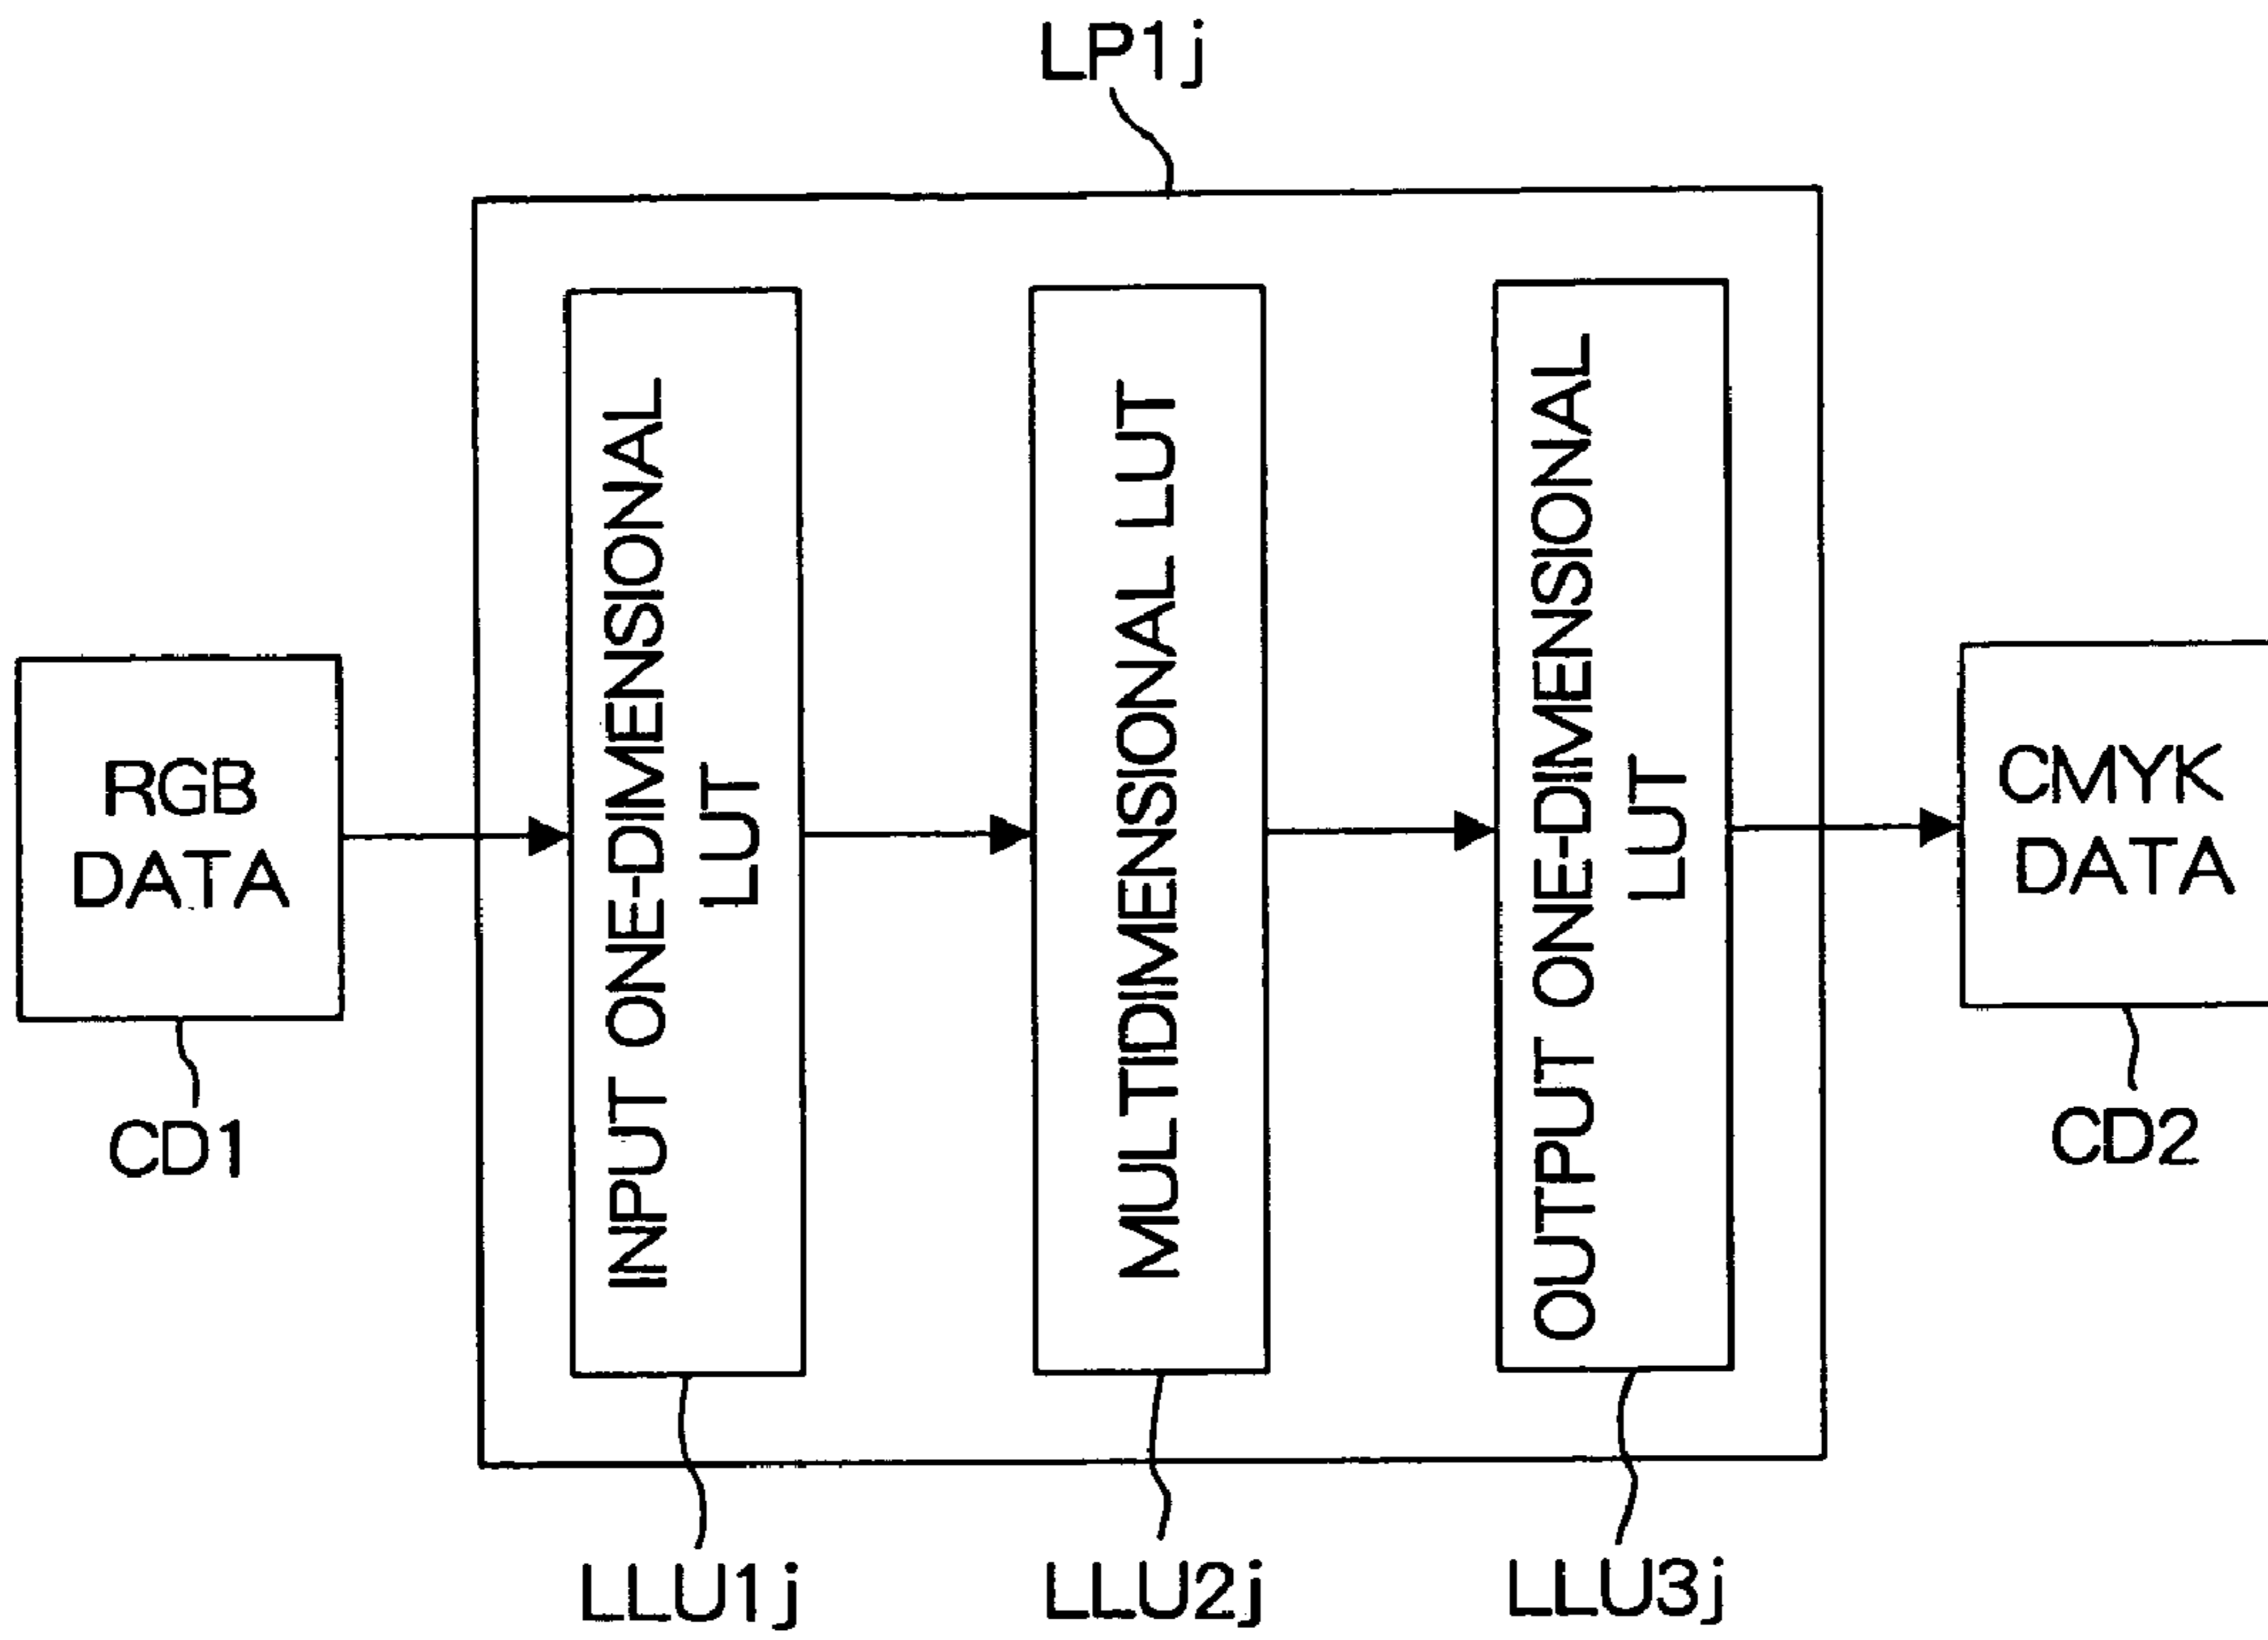 LP1j
RGB
DATA
CD1
INPUT ONE-DIMENSIONAL
LUT
LLU1j
MULTIDIMENSIONAL LUT
LLU2j
OUTPUT ONE-DIMENSIONAL
LUT
LLU3j
CMYK
DATA
CD2